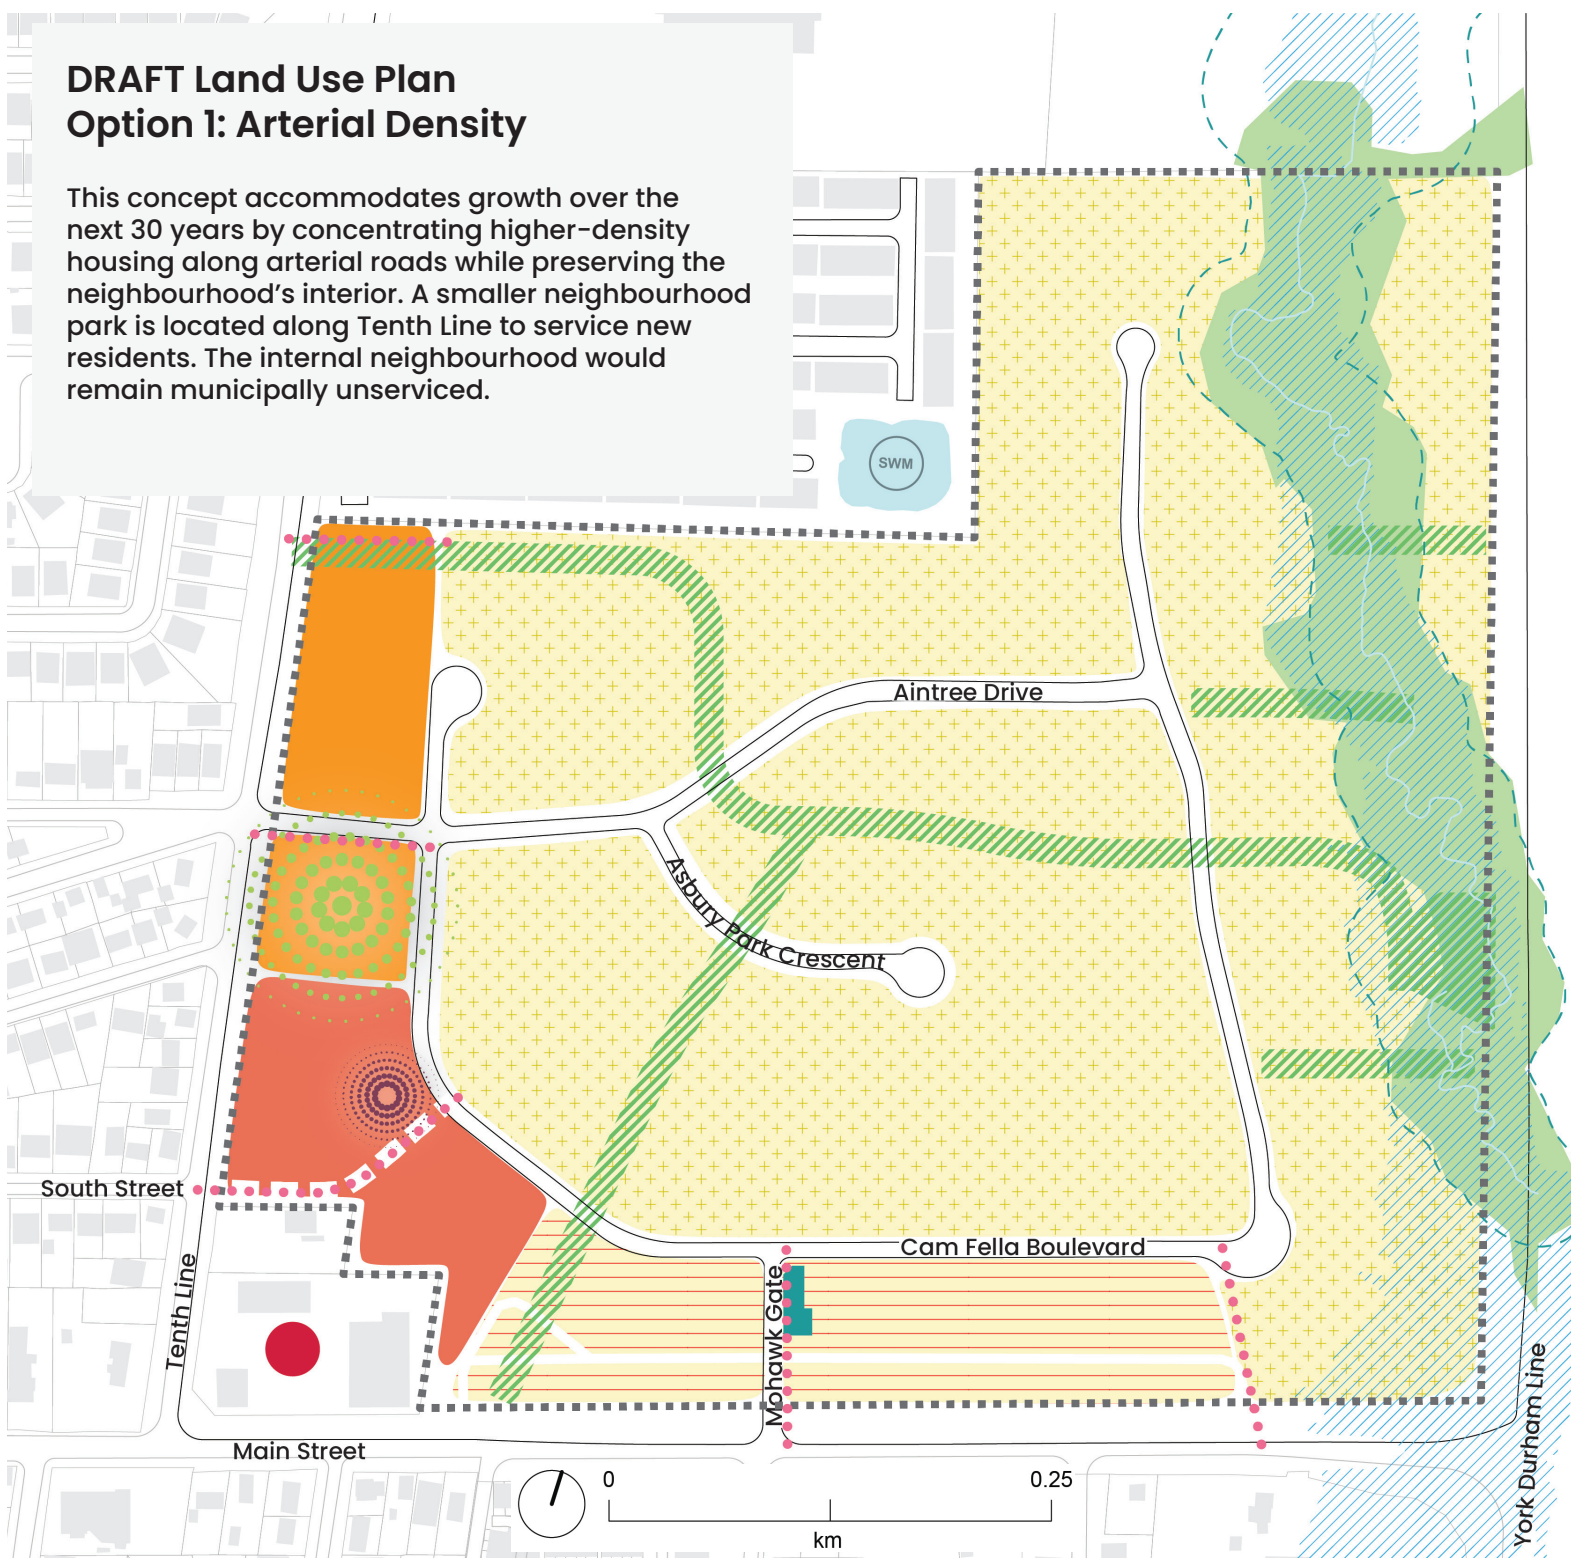 DRAFT Land Use Plan
Option 1: Arterial Density
This concept accommodates growth over the
next 30 years by concentrating higher-density
housing along arterial roads while preserving the
neighbourhood's interior. A smaller neighbourhood
park is located along Tenth Line to service new
residents. The internal neighbourhood would
remain municipally unserviced.
SWM
Aintree Drive
Asbury Park Crescent
South Street
Cam Fella Boulevard
Tenth Line
Mohawk Gate
York Durham Line
Main Street
0
0.25
km